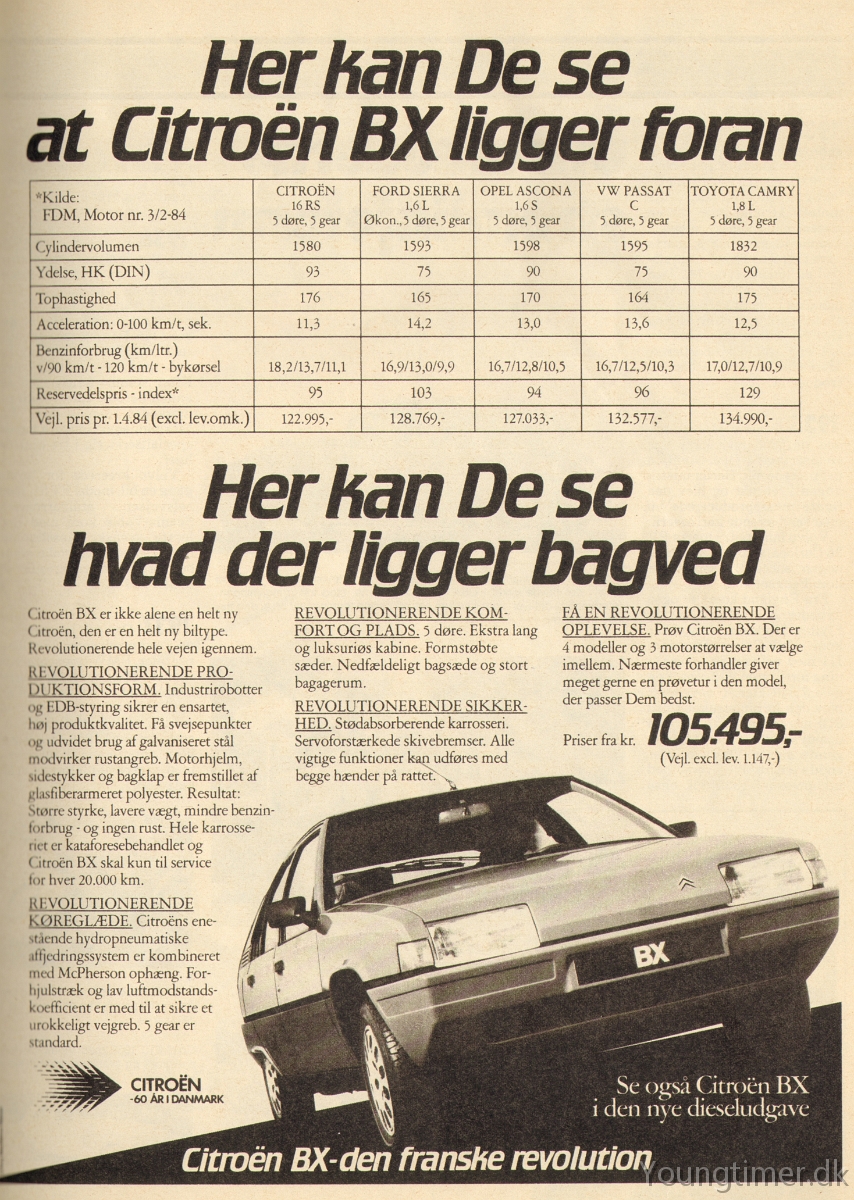 Her kan De se
at Citroën BX ligger foran
*Kilde:
FDM, Motor nr. 3/2-84
CITROËN
16 RS
5 døre, 5 gear
FORD SIERRA
1,6 L
Økon., 5 døre, 5 gear
OPEL ASCONA
1,6 S
5 døre, 5 gear
VW PASSAT
C
5 døre, 5 gear
TOYOTA CAMRY
1,8 L
5 døre, 5 gear
Cylindervolumen 1580 1593 1598 1595 1832
Ydelse, HK (DIN) 93 75 90 75 90
Tophastighed 176 165 170 164 175
Acceleration: 0-100 km/t, sek. 11,3 14,2 13,0 13,6 12,5
Benzinforbrug (km/ltr.)
v/90 km/t - 120 km/t - bykørsel 18,2/13,7/11,1 16,9/13,0/9,9 16,7/12,8/10,5 16,7/12,5/10,3 17,0/12,7/10,9
Reservedelspris - index* 95 103 94 96 129
Vejl. pris pr. 1.4.84 (excl. lev.omk.) 122.995,- 128.769,- 127.033,- 132.577,- 134.990,-
Her kan De se
hvad der ligger bagved
Citroën BX er ikke alene en helt ny
Citroën, den er en helt ny biltype.
Revolutionerende hele vejen igennem.
REVOLUTIONERENDE PRO-
DUKTIONSFORM. Industrirobotter
og EDB-styring sikrer en ensartet,
høj produktkvalitet. Få svejsepunkter
og udvidet brug af galvaniseret stål
modvirker rustangreb. Motorhjelm,
sidestykker og bagklap er fremstillet af
glasfiberarmeret polyester. Resultat:
Større styrke, lavere vægt, mindre benzin-
forbrug - og ingen rust. Hele karrosse-
riet er kataforesebehandlet og
Citroën BX skal kun til service
for hver 20.000 km.
REVOLUTIONERENDE
KØREGLÆDE. Citroëns ene-
stående hydropneumatiske
affjedringssystem er kombineret
med McPherson ophæng. For-
hjulstræk og lav luftmodstands-
koefficient er med til at sikre et
urokkeligt vejgreb. 5 gear er
standard.
REVOLUTIONERENDE KOM-
FORT OG PLADS. 5 døre. Ekstra lang
og luksuriøs kabine. Formstøbte
sæder. Nedfældeligt bagsæde og stort
bagagerum.
REVOLUTIONERENDE SIKKER-
HED. Stødabsorberende karrosseri.
Servoforstærkede skivebremser. Alle
vigtige funktioner kan udføres med
begge hænder på rattet.
FÅ EN REVOLUTIONERENDE
OPLEVELSE. Prøv Citroën BX. Der er
4 modeller og 3 motorstørrelser at vælge
imellem. Nærmeste forhandler giver
meget gerne en prøvetur i den model,
der passer Dem bedst.
Priser fra kr. 105.495,-
(Vejl. excl. lev. 1.147,-)
BX
CITROËN
-60 ÅR I DANMARK
Se også Citroën BX
i den nye dieseludgave
Citroën BX-den franske revolution
Youngtimer.dk